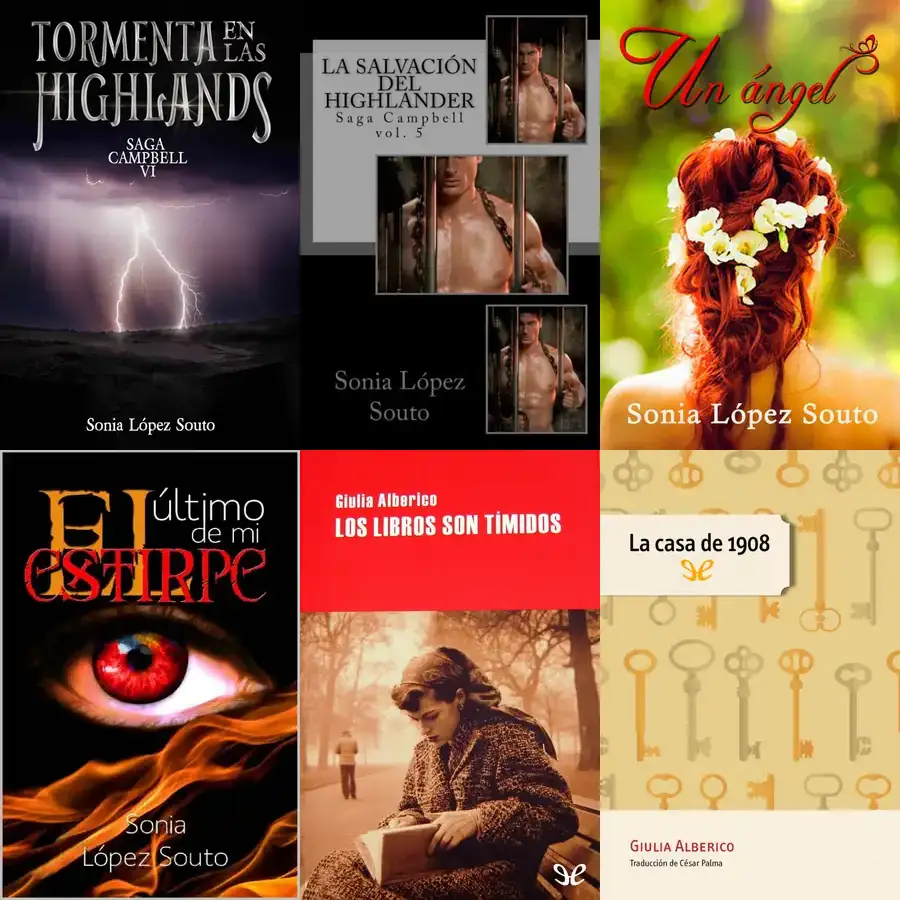 TORMENTA EN
LAS
HIGHLANDS
SAGA
CAMPBELL
VI
Sonia López Souto
LA SALVACIÓN
DEL
HIGHLANDER
Saga Campbell
vol. 5
Sonia López
Souto
Un ángel
Sonia López Souto
El último
de mi
ESTIRPE
Sonia
López Souto
Giulia Alberico
LOS LIBROS SON TÍMIDOS
La casa de 1908
GIULIA ALBERICO
Traducción de César Palma